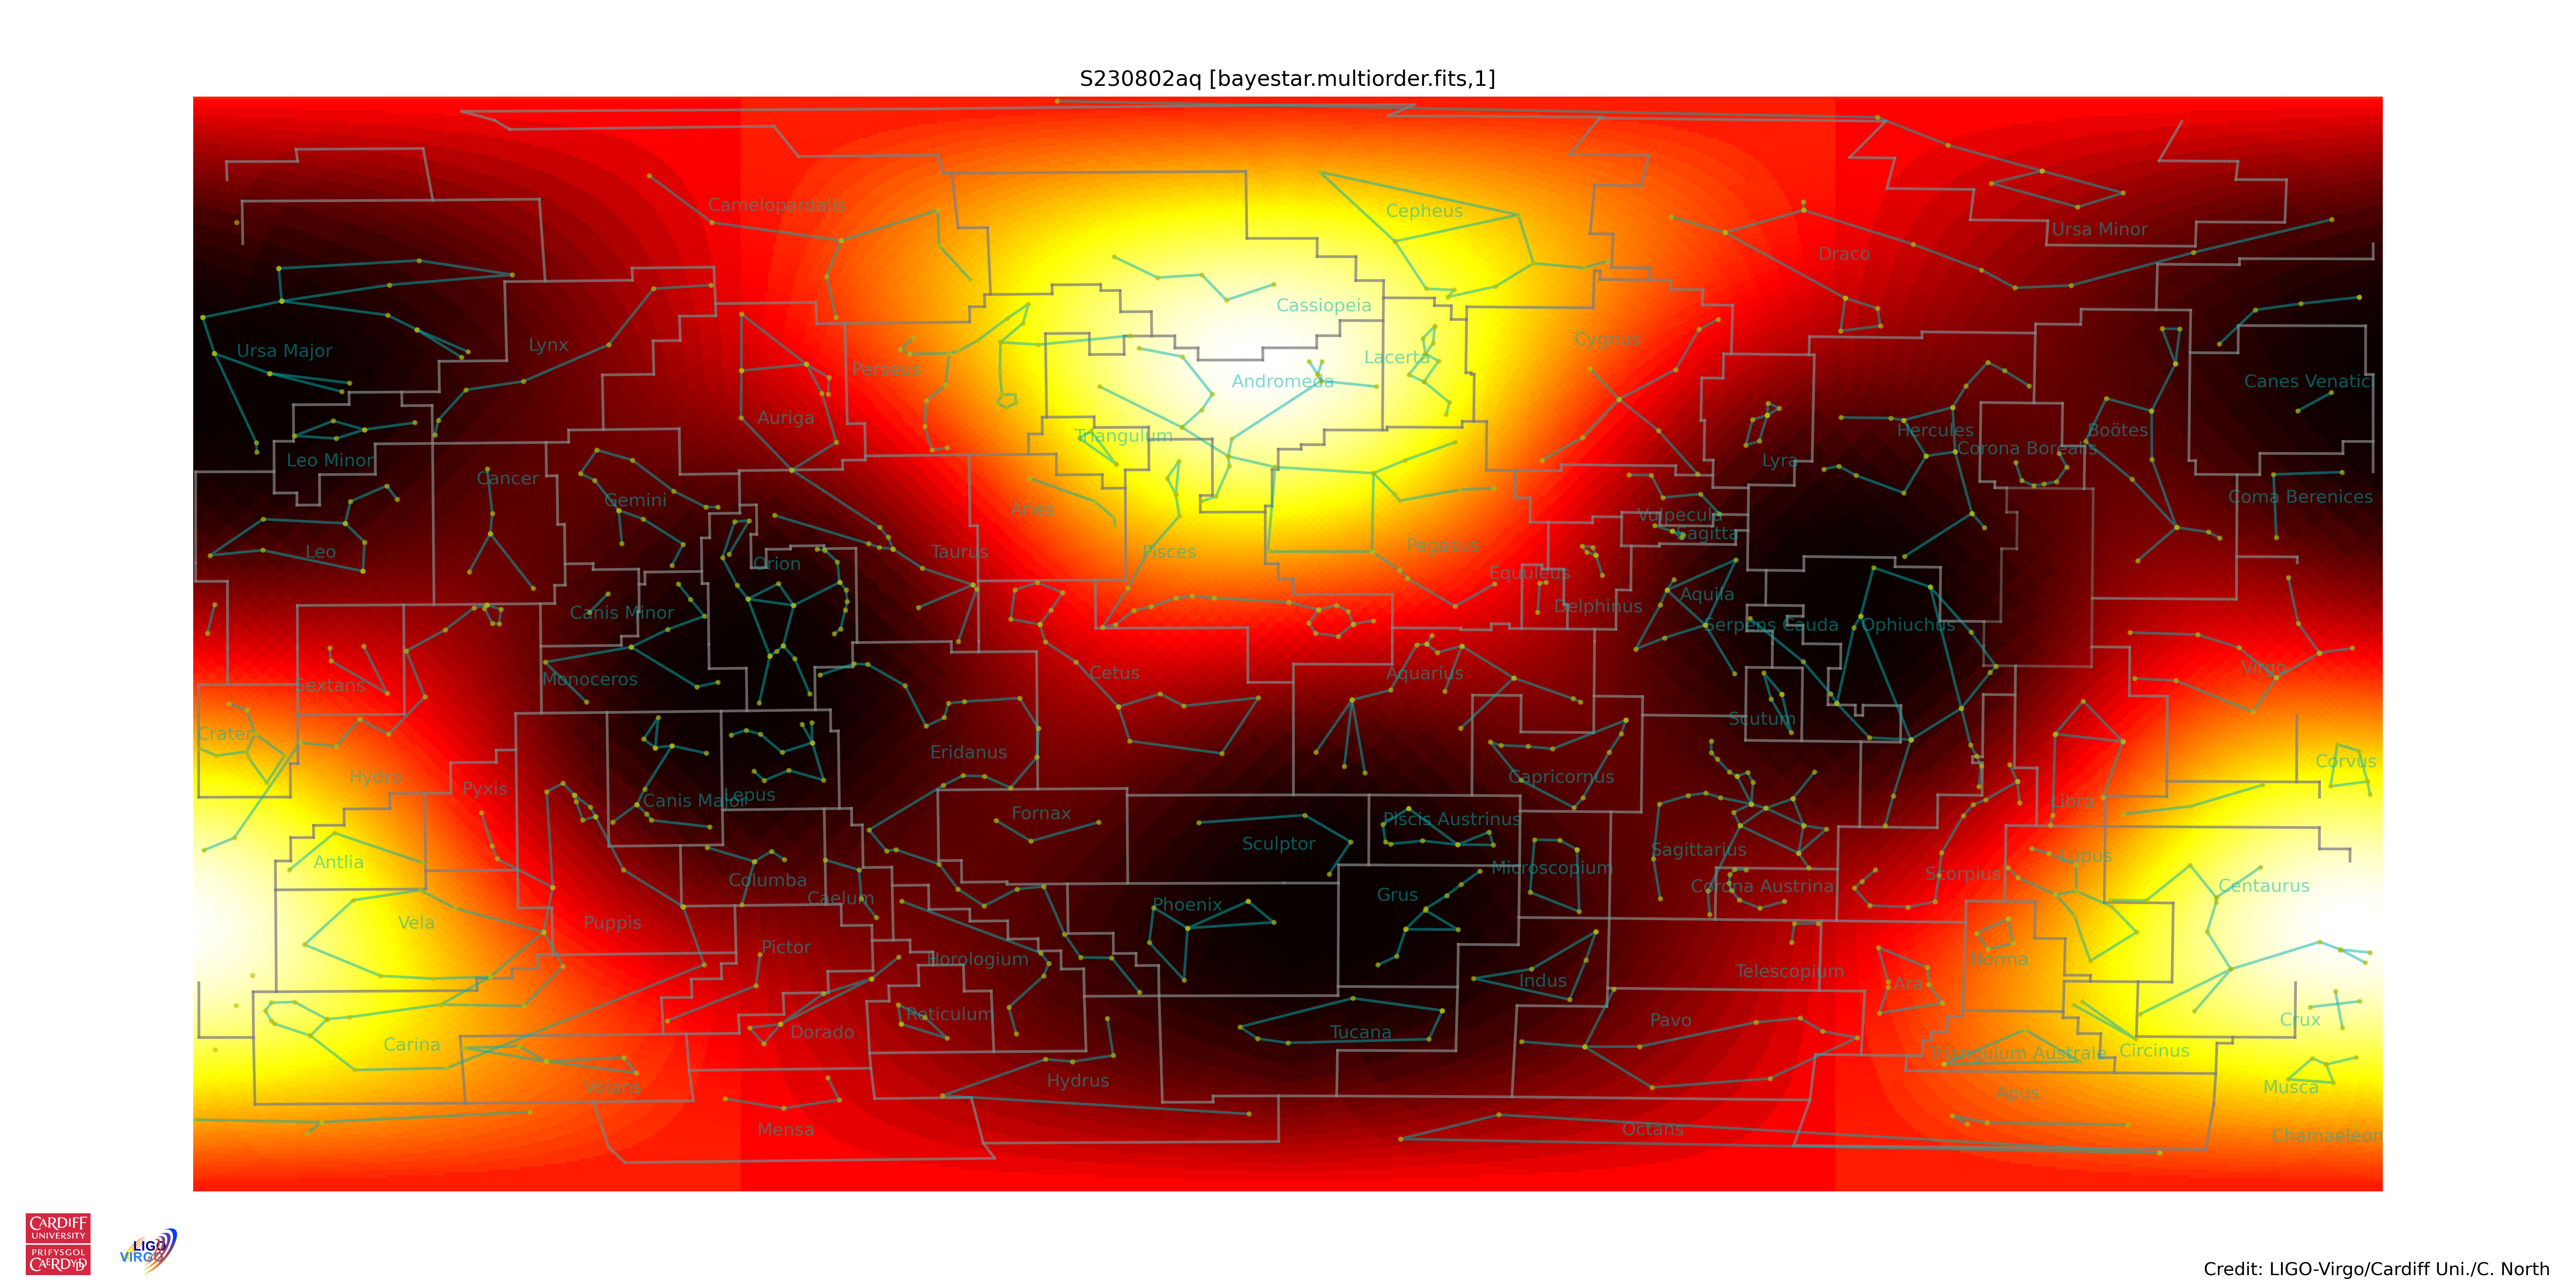 S230802aq [bayestar.multiorder.fits,1]
Camelopardalis
Cepheus
Ursa Minor
Draco
Cassiopeia
Ursa Major
Lynx
Perseus
Lacerta
Cygnus
Andromeda
Canes Venatic
Auriga
Triangulum
Hercules
Boötes
Corona Borealis
Leo Minor
Lyra
Cancer
Gemini
Coma Berenices
Aries
Vulpecula
Sagitta
Leo
Orion
Taurus
Pisces
Pegasus
Equuleus
Canis Minor
Delphinus
Aquila
Serpens Cauda
Ophiuchus
Sextans
Monoceros
Cetus
Aquarius
Virgo
Crater
Scutum
Hydra
Eridanus
Capricornus
Corvus
Pyxis
Canis Major
Lepus
Libra
Fornax
Piscis Austrinus
Antlia
Sculptor
Sagittarius
Lupus
Columba
Microscopium
Caelum
Grus
Corona Austrina
Scorpius
Centaurus
Vela
Puppis
Phoenix
Pictor
Horologium
Indus
Telescopium
Norma
Ara
Carina
Reticulum
Dorado
Tucana
Pavo
Crux
Triangulum Australe
Circinus
Volans
Hydrus
Apus
Musca
Mensa
Octans
Chamaeleon
CARDIFF
UNIVERSITY
PRIFYSGOL
CAERDYDD
LIGO
VIRGO
Credit: LIGO-Virgo/Cardiff Uni./C. North